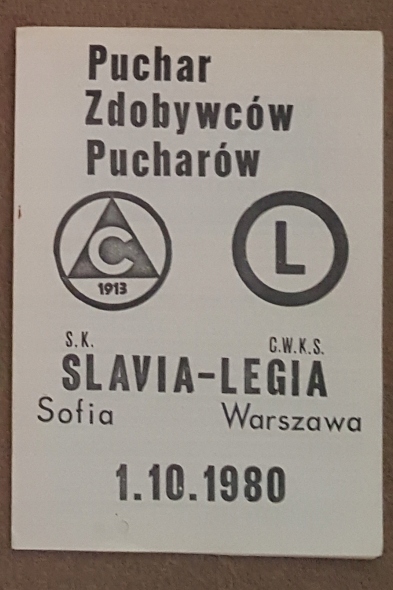 Puchar
Zdobywców
Pucharów
C
1913
L
S.K. C.W.K.S.
SLAVIA-LEGIA
Sofia Warszawa
1.10.1980